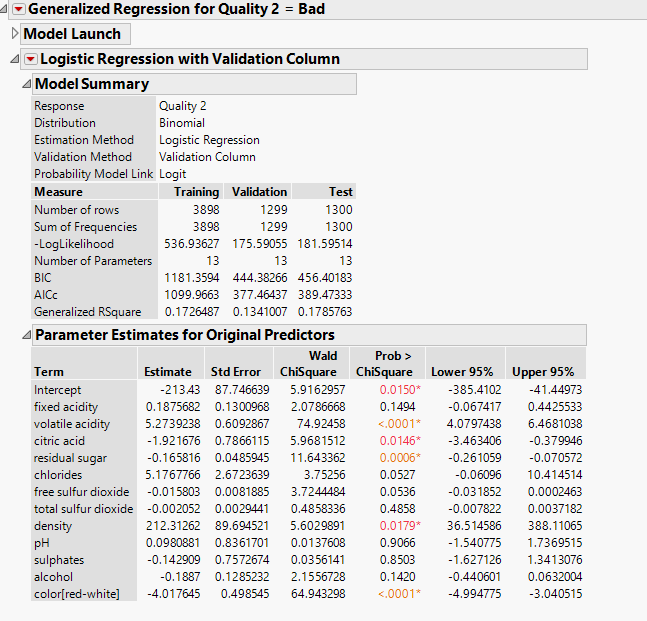 Generalized Regression for Quality 2 = Bad
Model Launch
Logistic Regression with Validation Column
Model Summary
Response Quality 2
Distribution Binomial
Estimation Method Logistic Regression
Validation Method Validation Column
Probability Model Link Logit
Measure Training Validation Test
Number of rows 3898 1299 1300
Sum of Frequencies 3898 1299 1300
-LogLikelihood 536.93627 175.59055 181.59514
Number of Parameters 13 13 13
BIC 1181.3594 444.38266 456.40183
AICc 1099.9663 377.46437 389.47333
Generalized RSquare 0.1726487 0.1341007 0.1785763
Parameter Estimates for Original Predictors
Wald Prob >
Term Estimate Std Error ChiSquare ChiSquare Lower 95% Upper 95%
Intercept -213.43 87.746639 5.9162957 0.0150* -385.4102 -41.44973
fixed acidity 0.1875682 0.1300968 2.0786668 0.1494 -0.067417 0.4425533
volatile acidity 5.2739238 0.6092867 74.92458 <.0001* 4.0797438 6.4681038
citric acid -1.921676 0.7866115 5.9681512 0.0146* -3.463406 -0.379946
residual sugar -0.165816 0.0485945 11.643362 0.0006* -0.261059 -0.070572
chlorides 5.1767766 2.6723639 3.75256 0.0527 -0.06096 10.414514
free sulfur dioxide -0.015803 0.0081885 3.7244484 0.0536 -0.031852 0.0002463
total sulfur dioxide -0.002052 0.0029441 0.4858336 0.4858 -0.007822 0.0037182
density 212.31262 89.694521 5.6029891 0.0179* 36.514586 388.11065
pH 0.0980881 0.8361701 0.0137608 0.9066 -1.540775 1.7369515
sulphates -0.142909 0.7572674 0.0356141 0.8503 -1.627126 1.3413076
alcohol -0.1887 0.1285232 2.1556728 0.1420 -0.440601 0.0632004
color[red-white] -4.017645 0.498545 64.943298 <.0001* -4.994775 -3.040515